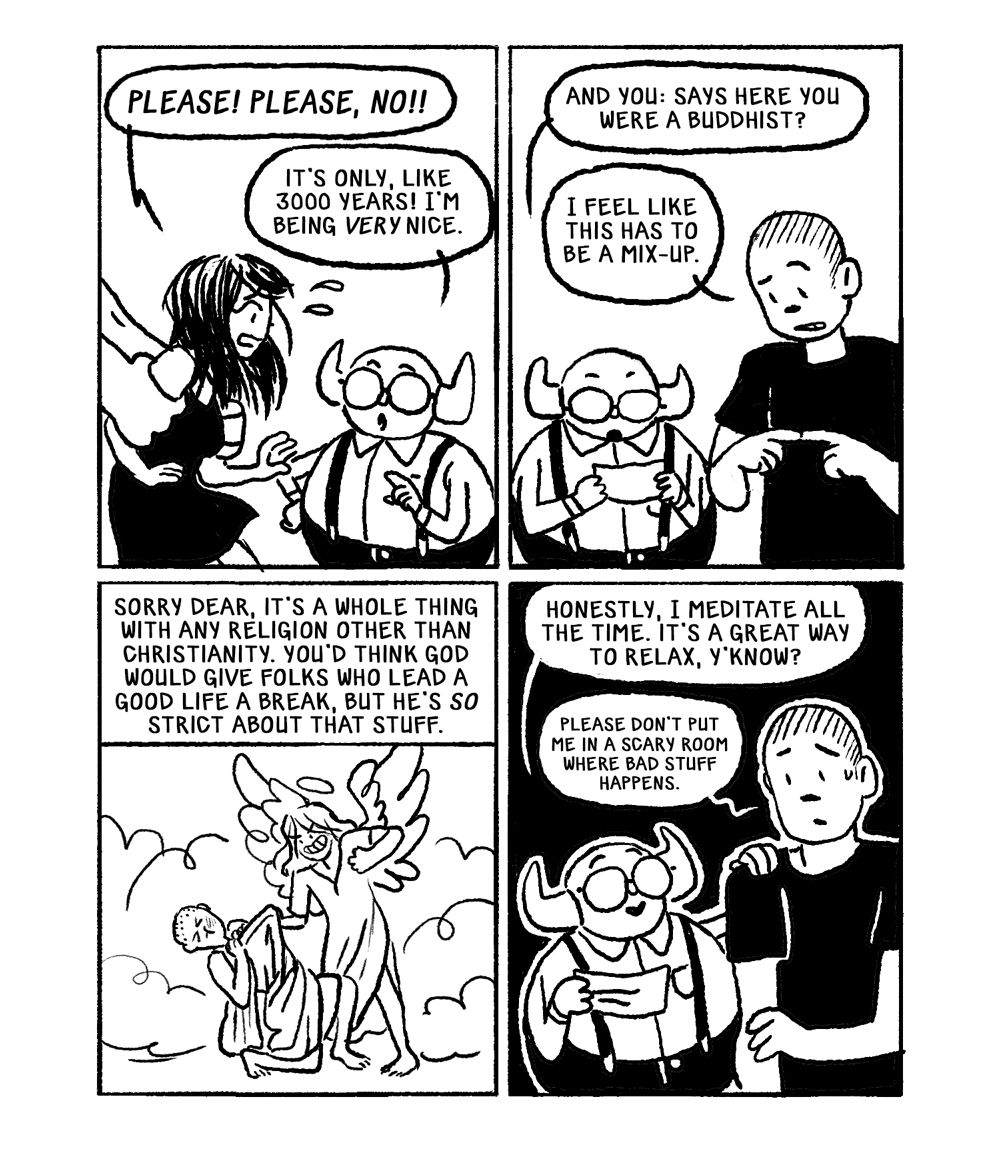 PLEASE! PLEASE, NO!!
IT'S ONLY, LIKE
3000 YEARS! I'M
BEING VERY NICE.
AND YOU: SAYS HERE YOU
WERE A BUDDHIST?
I FEEL LIKE
THIS HAS TO
BE A MIX-UP.
SORRY DEAR, IT'S A WHOLE THING
WITH ANY RELIGION OTHER THAN
CHRISTIANITY. YOU'D THINK GOD
WOULD GIVE FOLKS WHO LEAD A
GOOD LIFE A BREAK, BUT HE'S SO
STRICT ABOUT THAT STUFF.
HONESTLY, I MEDITATE ALL
THE TIME. IT'S A GREAT WAY
TO RELAX, Y'KNOW?
PLEASE DON'T PUT
ME IN A SCARY ROOM
WHERE BAD STUFF
HAPPENS.